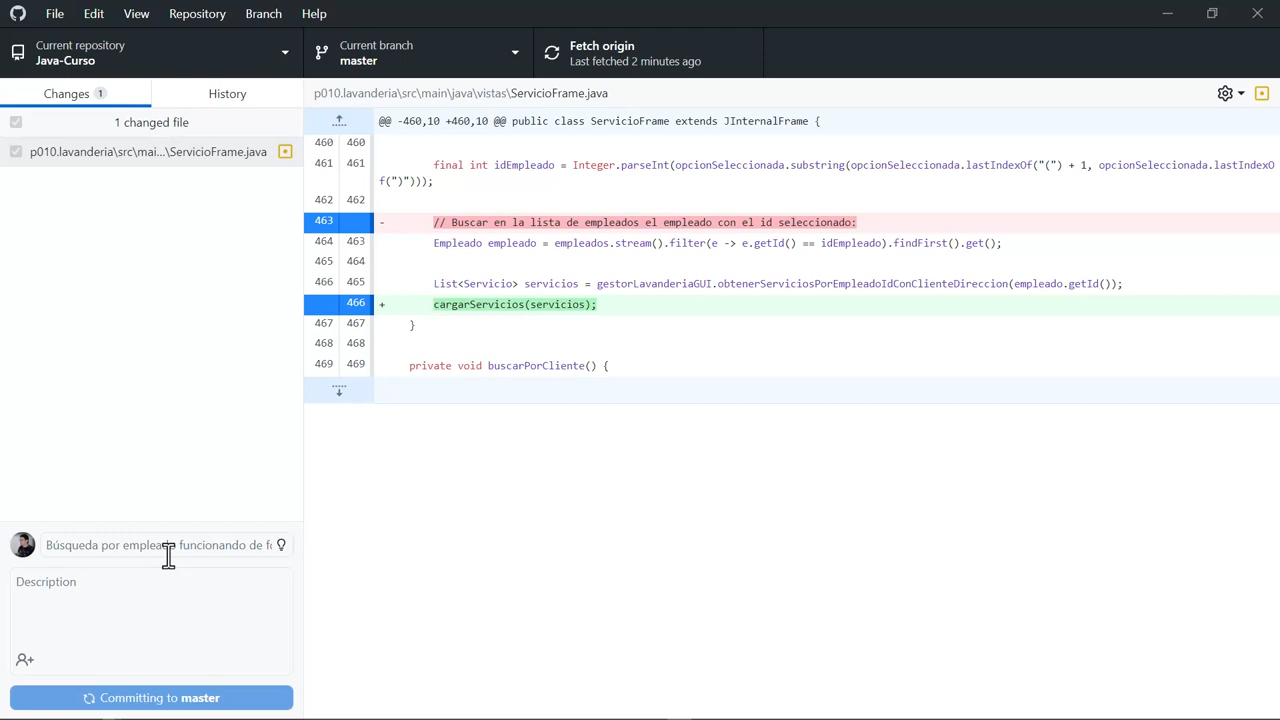 File Edit View Repository Branch Help
Current repository
Java-Curso
Current branch
master
Fetch origin
Last fetched 2 minutes ago
Changes 1
History
p010.lavanderia\src\main\java\vistas\ServicioFrame.java
1 changed file
p010.lavanderia\src\mai...\ServicioFrame.java
@@ -460,10 +460,10 @@ public class ServicioFrame extends JInternalFrame {
460 460
461 461 final int idEmpleado = Integer.parseInt(opcionSeleccionada.substring(opcionSeleccionada.lastIndexOf("(") + 1, opcionSeleccionada.lastIndexO
f(")")));
462 462
463 - // Buscar en la lista de empleados el empleado con el id seleccionado:
464 463 Empleado empleado = empleados.stream().filter(e -> e.getId() == idEmpleado).findFirst().get();
465 464
466 465 List<Servicio> servicios = gestorLavanderiaGUI.obtenerServiciosPorEmpleadoIdConClienteDireccion(empleado.getId());
466 + cargarServicios(servicios);
467 467 }
468 468
469 469 private void buscarPorCliente() {
Búsqueda por emplea funcionando de fo
Description
Committing to master